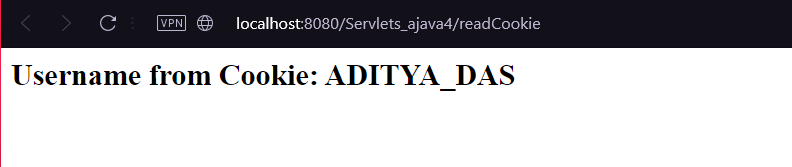 VPN localhost:8080/Servlets_ajava4/readCookie
Username from Cookie: ADITYA_DAS